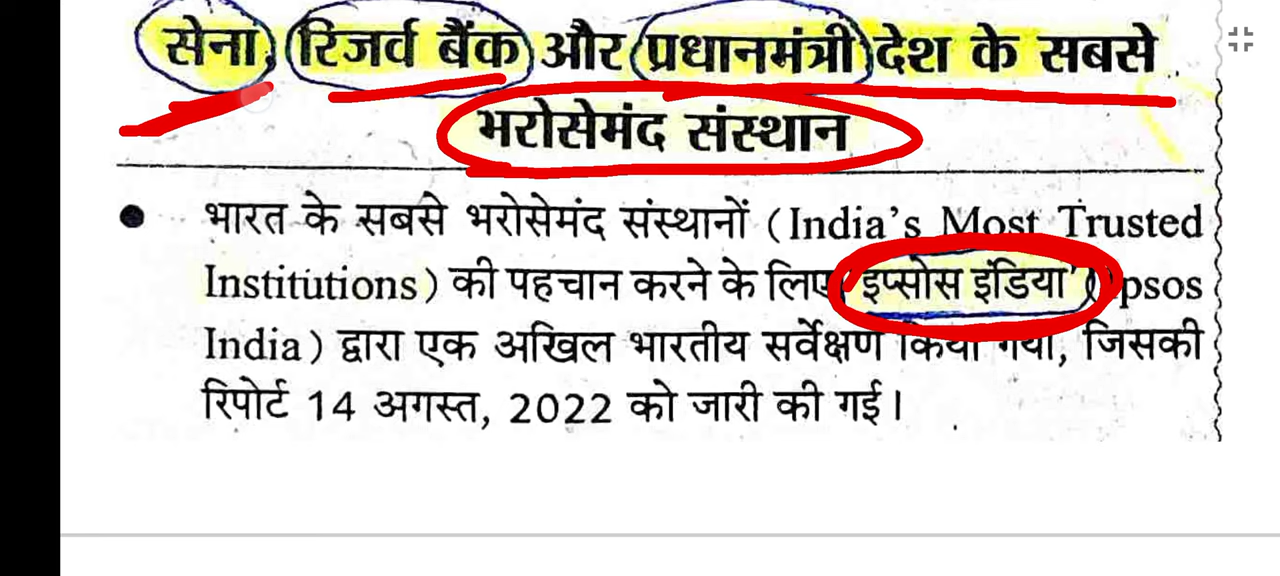 सेना, रिजर्व बैंक और प्रधानमंत्री देश के सबसे
भरोसेमंद संस्थान
भारत के सबसे भरोसेमंद संस्थानों (India's Most Trusted
Institutions) की पहचान करने के लिए 'इप्सोस इंडिया' (Ipsos
India) द्वारा एक अखिल भारतीय सर्वेक्षण किया गया, जिसकी
रिपोर्ट 14 अगस्त, 2022 को जारी की गई।